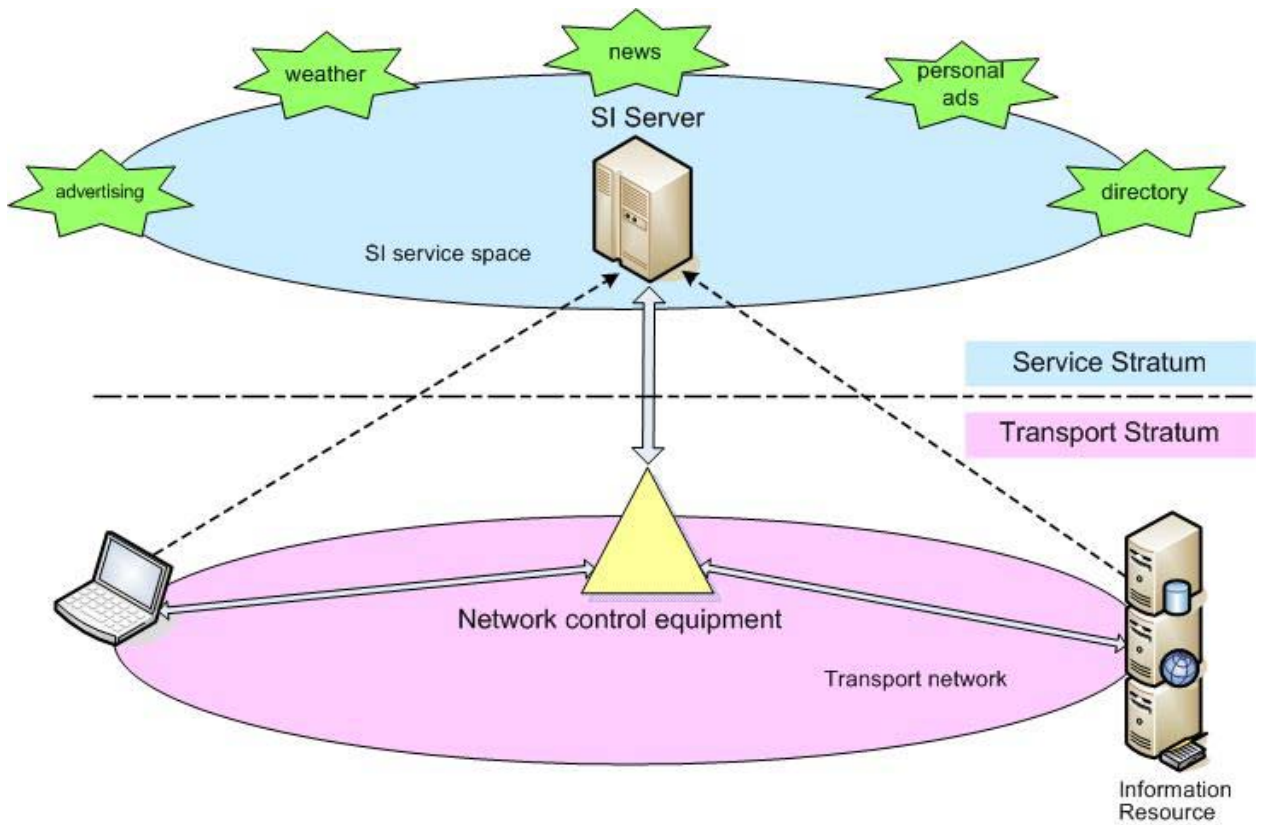 news
weather
personal
ads
SI Server
advertising
directory
SI service space
Service Stratum
Transport Stratum
Network control equipment
Transport network
Information
Resource